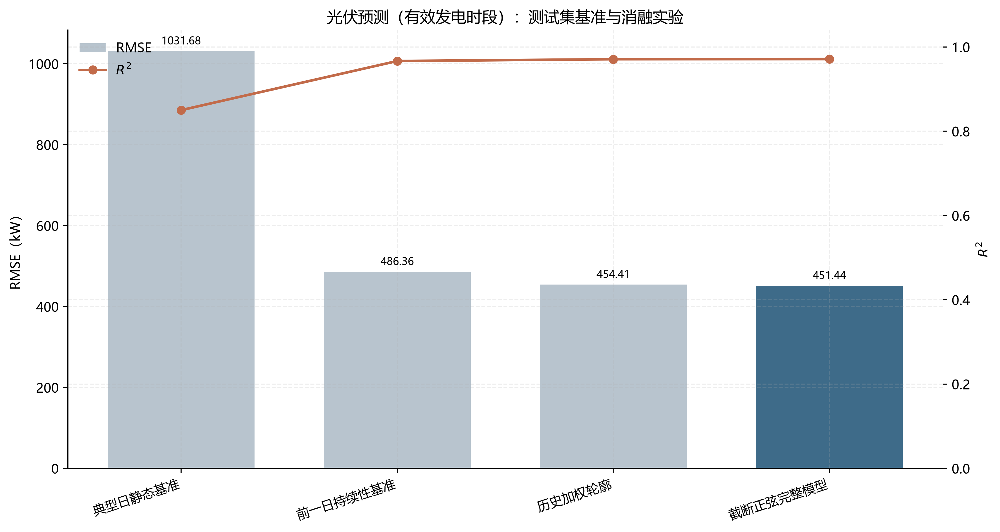 光伏预测（有效发电时段）：测试集基准与消融实验
RMSE
R²
1031.68
486.36
454.41
451.44
RMSE（kW）
1000
800
600
400
200
0
1.0
0.8
0.6
0.4
0.2
0.0
R²
典型日静态基准
前一日持续性基准
历史加权轮廓
截断正弦完整模型